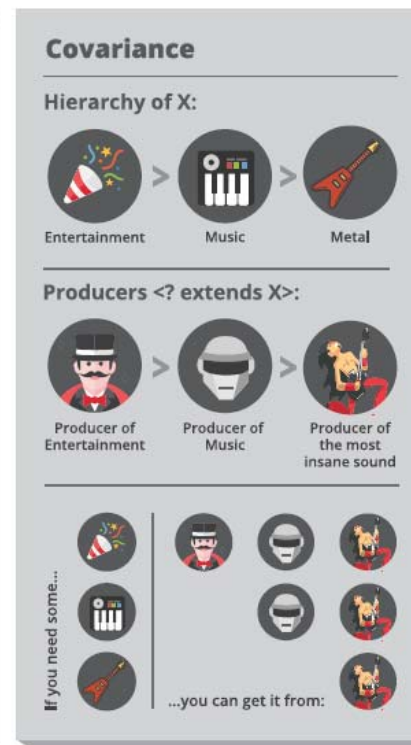 Covariance
Hierarchy of X:
Entertainment
Music
Metal
Producers <? extends X>:
Producer of
Entertainment
Producer of
Music
Producer of
the most
insane sound
If you need some...
...you can get it from: